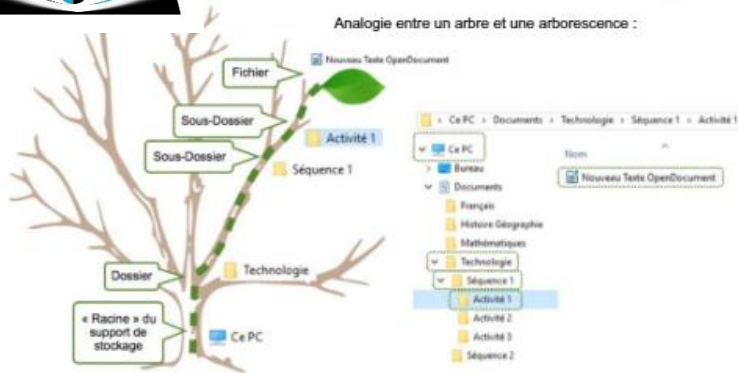 Analogie entre un arbre et une arborescence :
Fichier
Nouveau Texte OpenDocument
Sous-Dossier
Activité 1
Sous-Dossier
Séquence 1
Dossier
Technologie
« Racine » du
support de
stockage
Ce PC
› Ce PC › Documents › Technologie › Séquence 1 › Activité 1
Ce PC
Bureau
Documents
Français
Histoire Géographie
Mathématiques
Technologie
Séquence 1
Activité 1
Activité 2
Activité 3
Séquence 2
Nom
Nouveau Texte OpenDocument